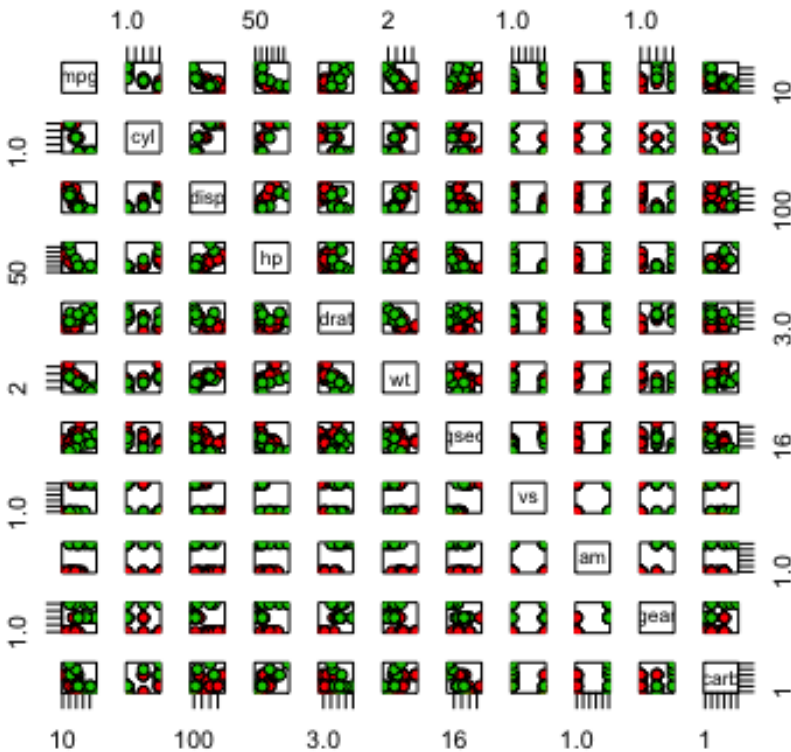 1.0 50 2 1.0 1.0
mpg 10
1.0 cyl
disp 100
50 hp
drat 3.0
2 wt
qsec 16
1.0 vs
am 1.0
1.0 gear
carb 1
10 100 3.0 16 1.0 1